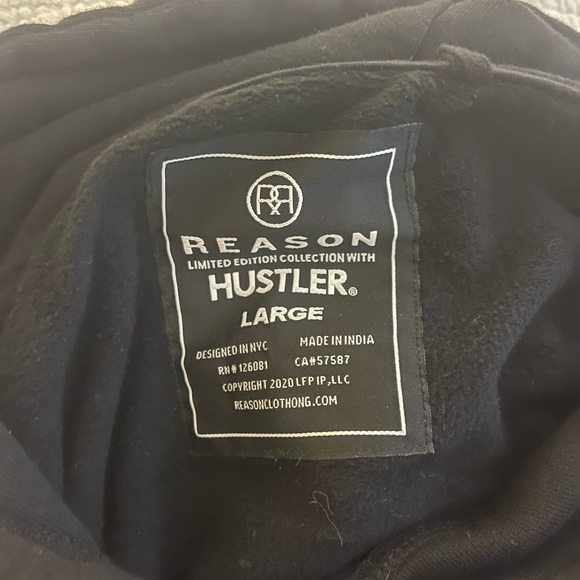 REASON
LIMITED EDITION COLLECTION WITH
HUSTLER®
LARGE
DESIGNED IN NYC MADE IN INDIA
RN# 126081 CA#57587
COPYRIGHT 2020 LFP IP, LLC
REASONCLOTHONG.COM